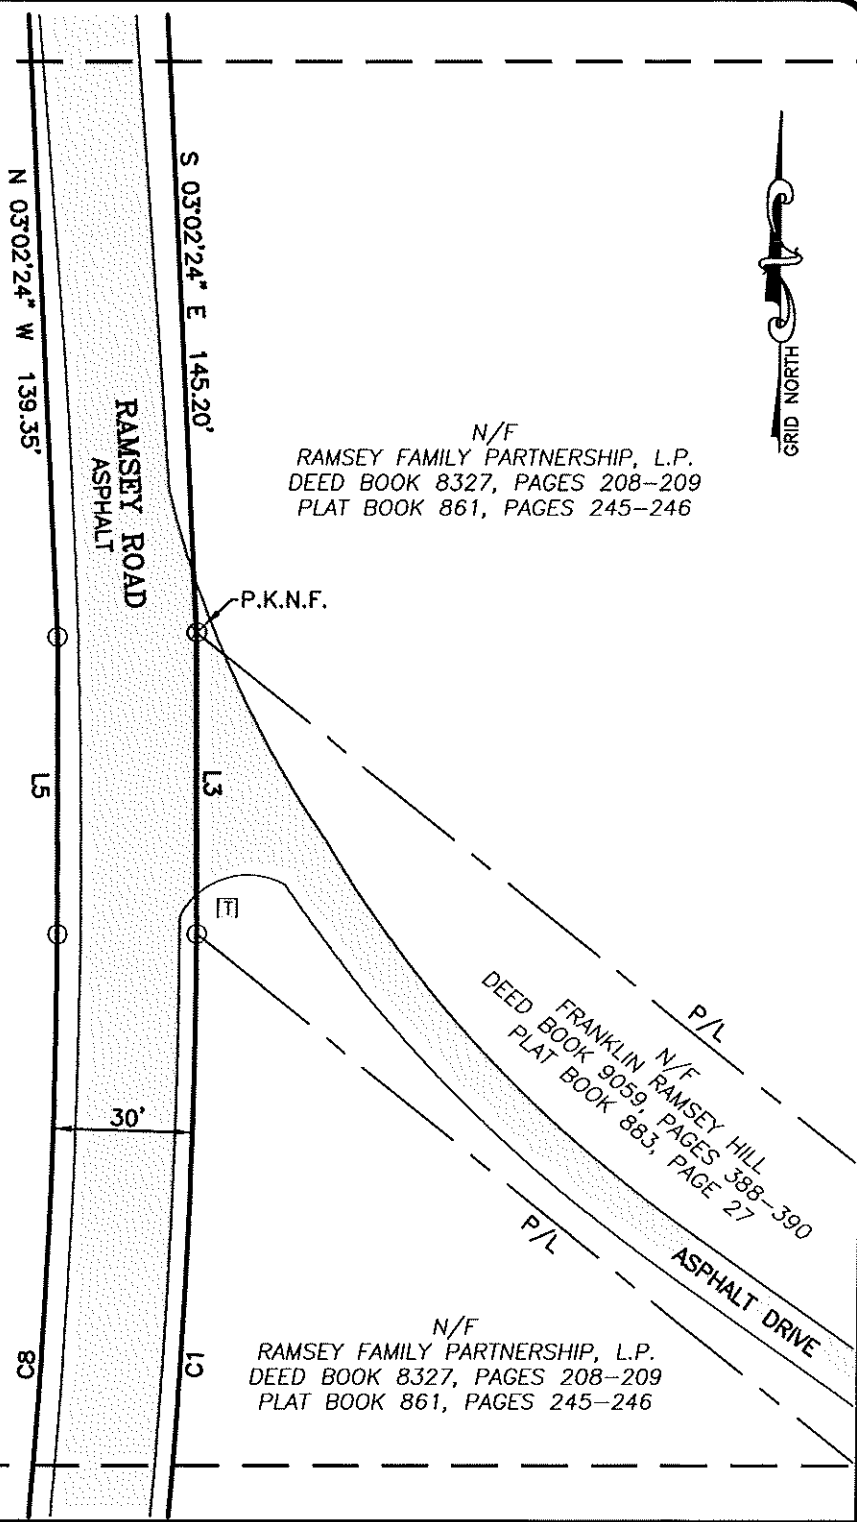 GRID NORTH
S 03°02'24" E 145.20'
N 03°02'24" W 139.35'
N/F
RAMSEY FAMILY PARTNERSHIP, L.P.
DEED BOOK 8327, PAGES 208-209
PLAT BOOK 861, PAGES 245-246
RAMSEY ROAD
ASPHALT
P.K.N.F.
L3
L5
T
P/L
N/F
FRANKLIN RAMSEY HILL
DEED BOOK 9059, PAGES 388-390
PLAT BOOK 883, PAGE 27
30'
P/L
ASPHALT DRIVE
N/F
RAMSEY FAMILY PARTNERSHIP, L.P.
DEED BOOK 8327, PAGES 208-209
PLAT BOOK 861, PAGES 245-246